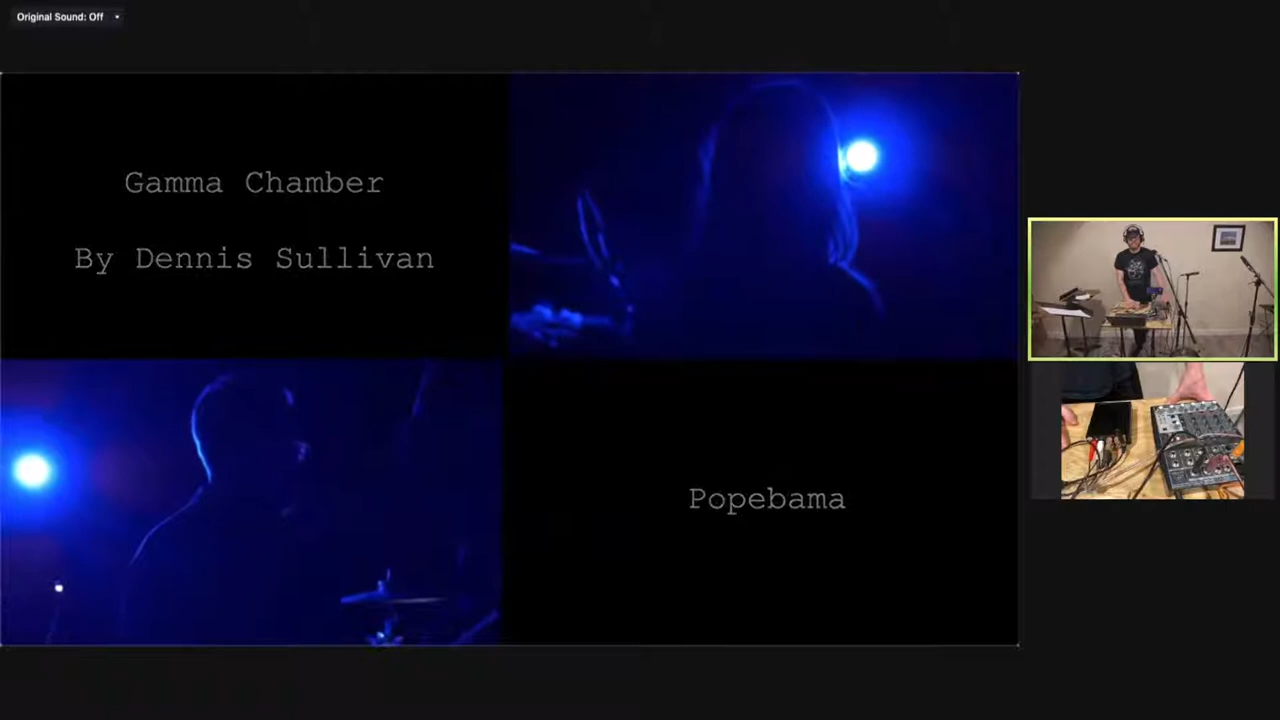 Original Sound: Off
Gamma Chamber
By Dennis Sullivan
Popebama